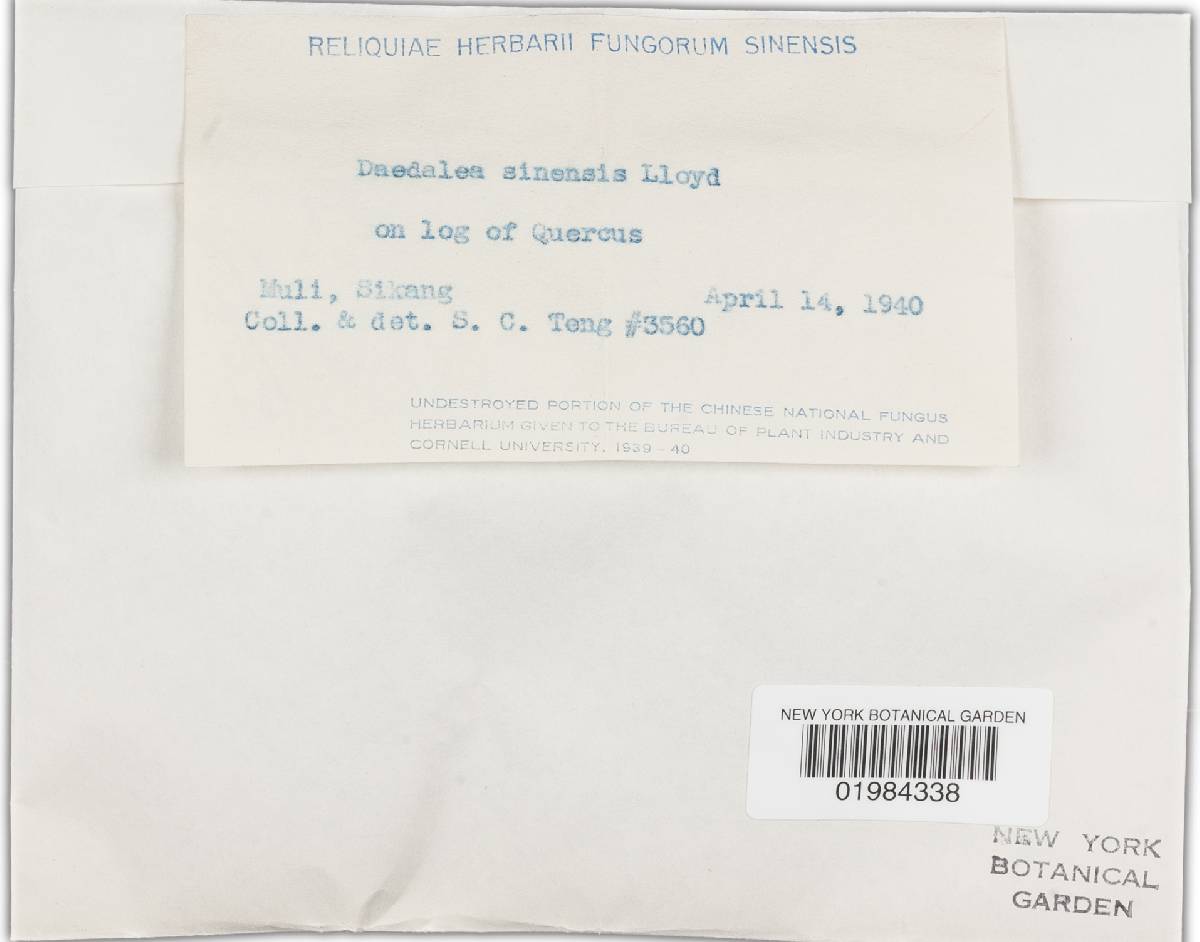 RELIQUIAE HERBARII FUNGORUM SINENSIS
Daedalea sinensis Lloyd
on log of Quercus
Muli, Sikang April 14, 1940
Coll. & det. S. C. Teng #3560
UNDESTROYED PORTION OF THE CHINESE NATIONAL FUNGUS
HERBARIUM GIVEN TO THE BUREAU OF PLANT INDUSTRY AND
CORNELL UNIVERSITY, 1939 - 40
NEW YORK BOTANICAL GARDEN
01984338
NEW YORK
BOTANICAL
GARDEN